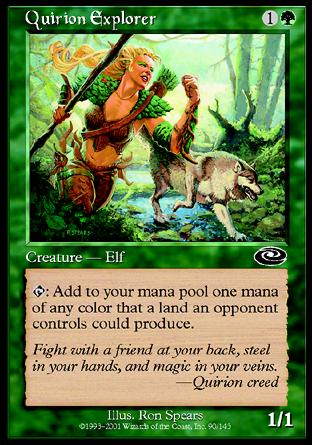 Quirion Explorer 1
R.SPEARS
Creature — Elf
: Add to your mana pool one mana
of any color that a land an opponent
controls could produce.
Fight with a friend at your back, steel
in your hands, and magic in your veins.
—Quirion creed
Illus. Ron Spears
©1993–2001 Wizards of the Coast, Inc. 90/143
1/1